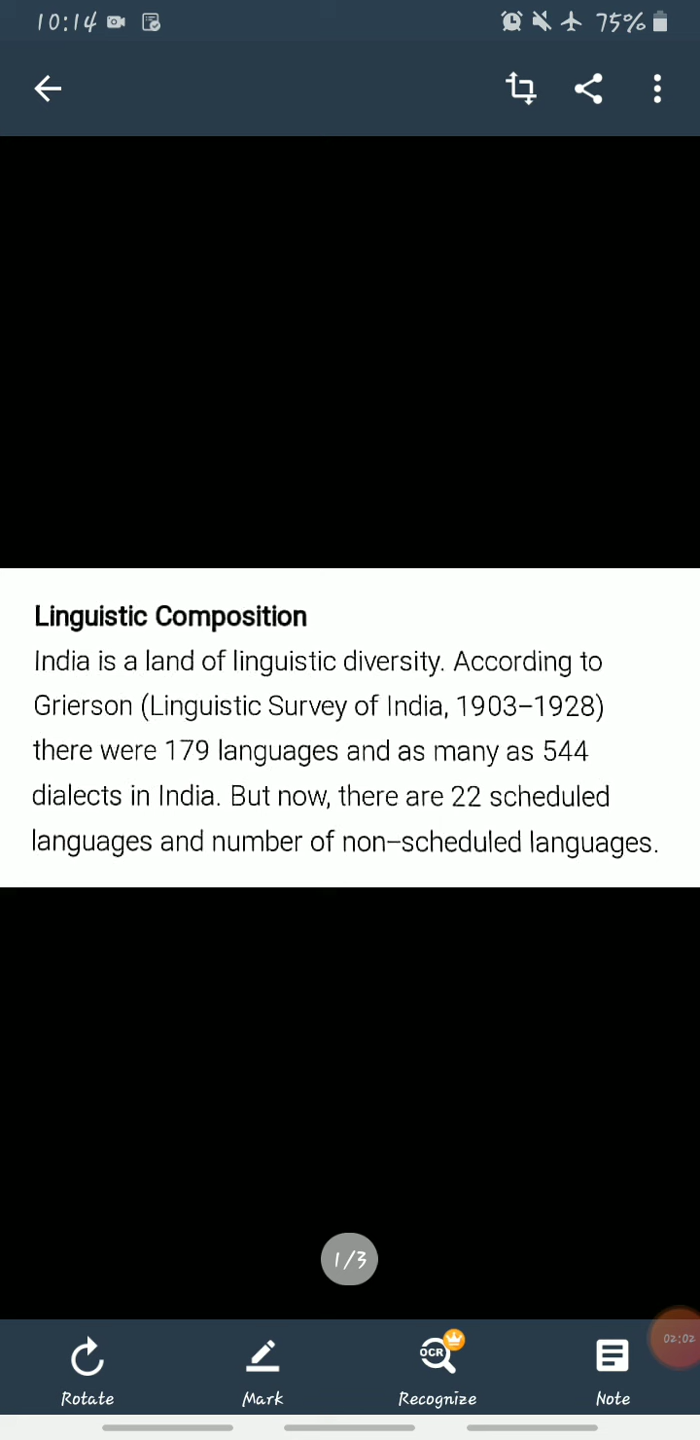 10:14 75%
Linguistic Composition
India is a land of linguistic diversity. According to
Grierson (Linguistic Survey of India, 1903–1928)
there were 179 languages and as many as 544
dialects in India. But now, there are 22 scheduled
languages and number of non–scheduled languages.
1/3
02:02
OCR
Rotate Mark Recognize Note